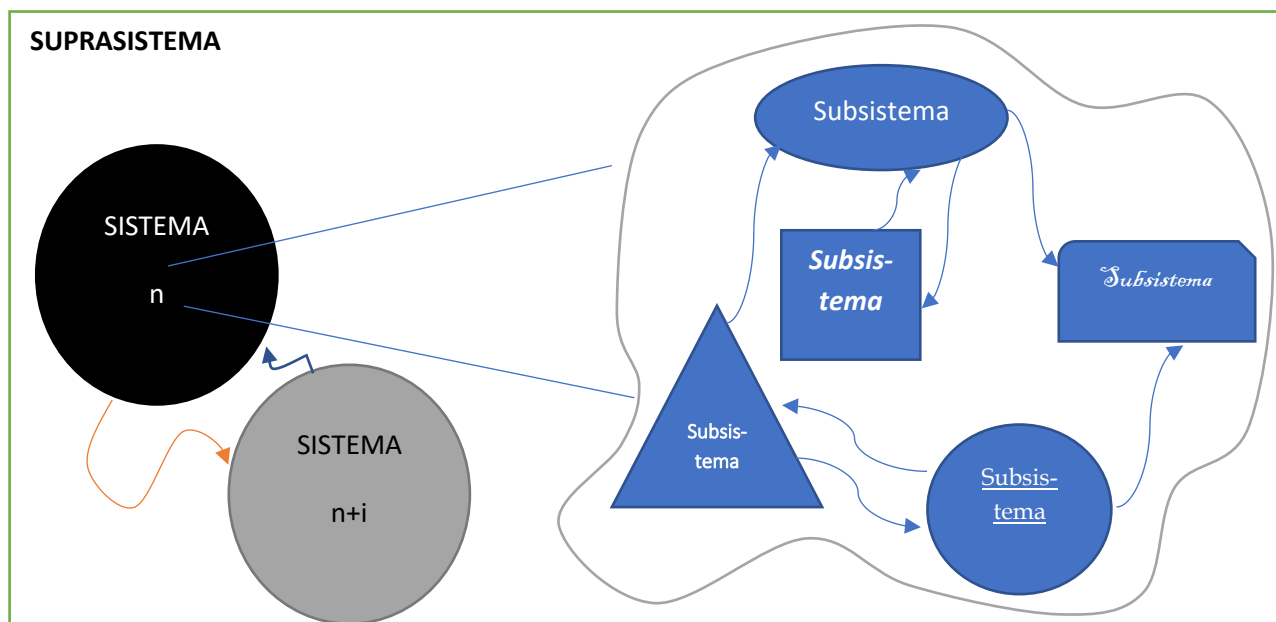 SUPRASISTEMA
SISTEMA
n
SISTEMA
n+i
Subsistema
Subsis-
tema
Subsistema
Subsis-
tema
Subsis-
tema